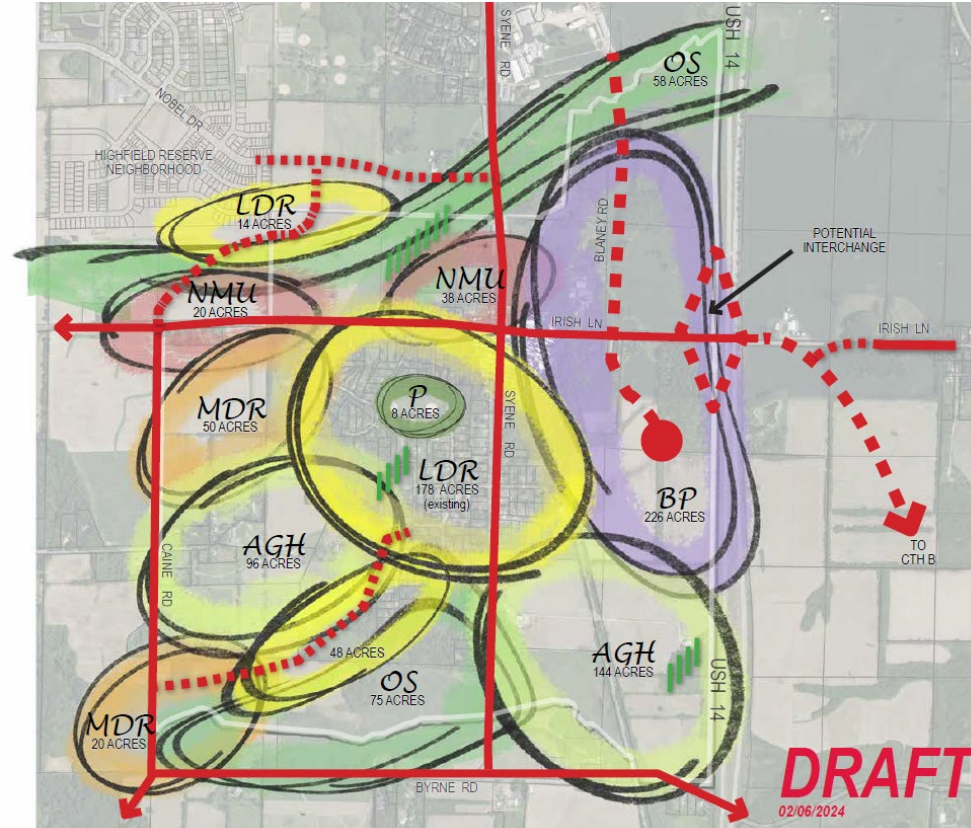 SYENE RD
USH 14
OS
58 ACRES
NOBEL DR
HIGHFIELD RESERVE
NEIGHBORHOOD
LDR
14 ACRES
BLANEY RD
POTENTIAL
INTERCHANGE
NMU
20 ACRES
NMU
38 ACRES
IRISH LN
IRISH LN
P
8 ACRES
MDR
50 ACRES
SYENE RD
LDR
178 ACRES
(existing)
BP
226 ACRES
TO
CTH B
CAINE RD
AGH
96 ACRES
48 ACRES
AGH
144 ACRES
OS
75 ACRES
USH 14
MDR
20 ACRES
BYRNE RD
DRAFT
02/06/2024